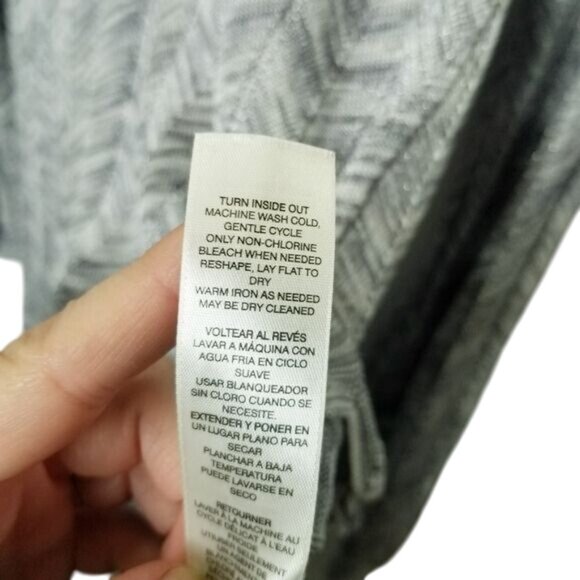 TURN INSIDE OUT
MACHINE WASH COLD,
GENTLE CYCLE
ONLY NON-CHLORINE
BLEACH WHEN NEEDED
RESHAPE, LAY FLAT TO
DRY
WARM IRON AS NEEDED
MAY BE DRY CLEANED
VOLTEAR AL REVÉS
LAVAR A MÁQUINA CON
AGUA FRIA EN CICLO
SUAVE
USAR BLANQUEADOR
SIN CLORO CUANDO SE
NECESITE.
EXTENDER Y PONER EN
UN LUGAR PLANO PARA
SECAR
PLANCHAR A BAJA
TEMPERATURA
PUEDE LAVARSE EN
SECO
RETOURNER
LAVER À LA MACHINE AU
CYCLE DÉLICAT À L'EAU
FROIDE
UTILISER SEULEMENT